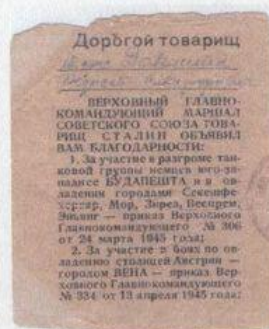 Дорогой товарищ
ВЕРХОВНЫЙ ГЛАВНО-
КОМАНДУЮЩИЙ МАРШАЛ
СОВЕТСКОГО СОЮЗА ТОВА-
РИЩ СТАЛИН ОБЪЯВИЛ
ВАМ БЛАГОДАРНОСТИ:
1. За участие в разгроме тан-
ковой группы немцев юго-за-
паднее БУДАПЕШТА и в ов-
ладении городами Секешфе-
хервар, Мор, Зирез, Веспрем,
Эньинг — приказ Верховного
Главнокомандующего № 306
от 24 марта 1945 года;
2. За участие в боях по ов-
ладению столицей Австрии —
городом ВЕНА — приказ Вер-
ховного Главнокомандующего
№ 334 от 13 апреля 1945 года;